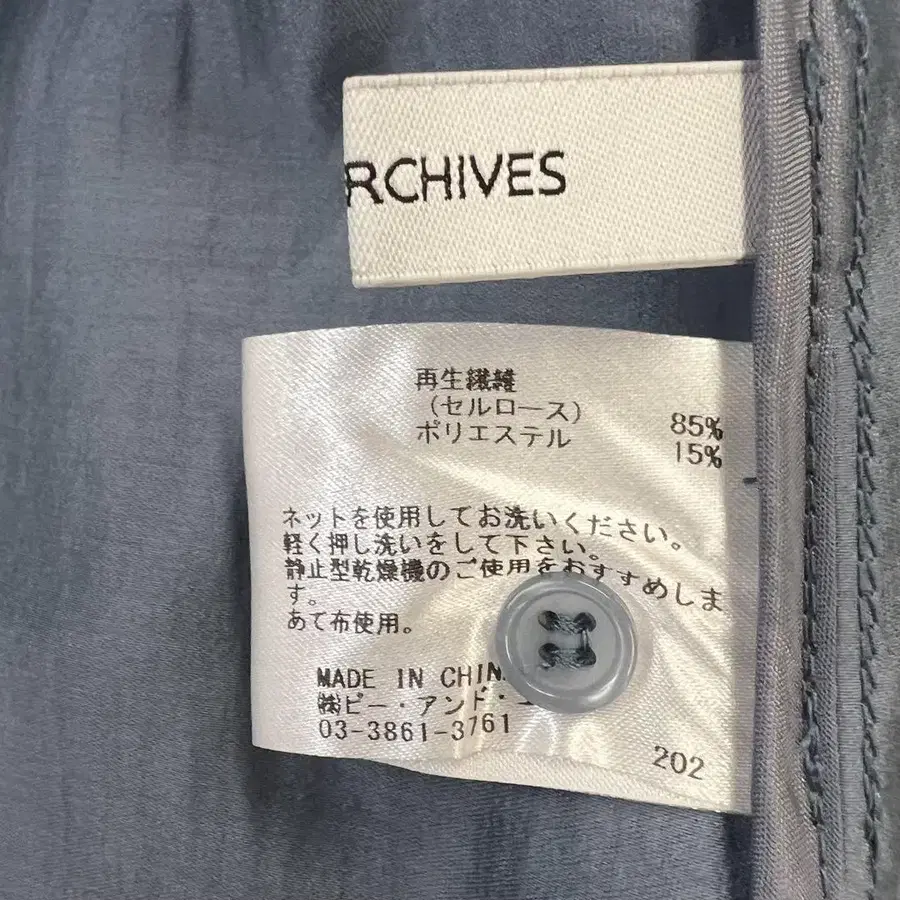 RCHIVES
再生繊維
(セルロース) 85%
ポリエステル 15%
ネットを使用してお洗いください。
軽く押し洗いをして下さい。
静止型乾燥機のご使用をおすすめしま
す。
あて布使用。
MADE IN CHIN
㈱ピー・アンド・
03-3861-3761
202